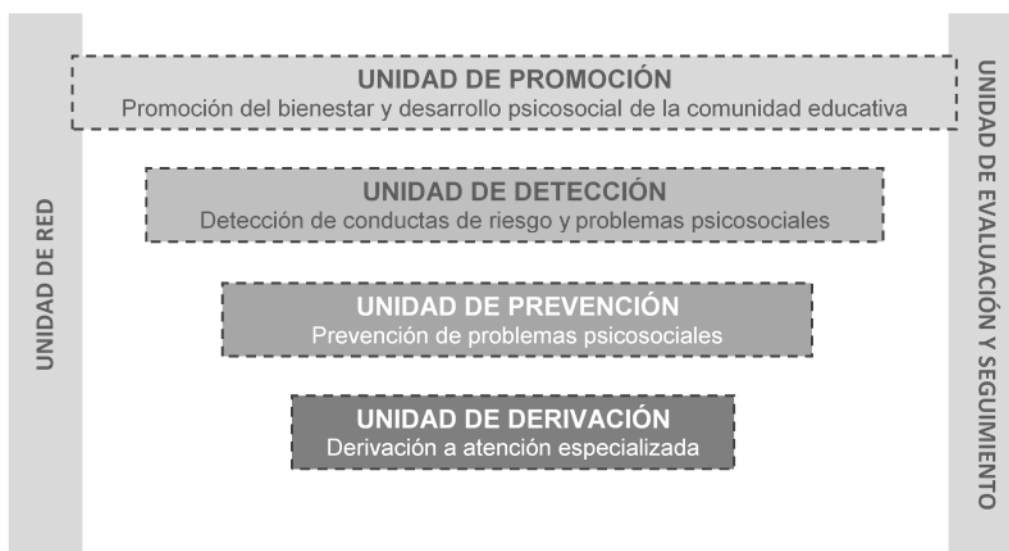 UNIDAD DE PROMOCIÓN
Promoción del bienestar y desarrollo psicosocial de la comunidad educativa
UNIDAD DE DETECCIÓN
Detección de conductas de riesgo y problemas psicosociales
UNIDAD DE PREVENCIÓN
Prevención de problemas psicosociales
UNIDAD DE DERIVACIÓN
Derivación a atención especializada
UNIDAD DE RED
UNIDAD DE EVALUACIÓN Y SEGUIMIENTO